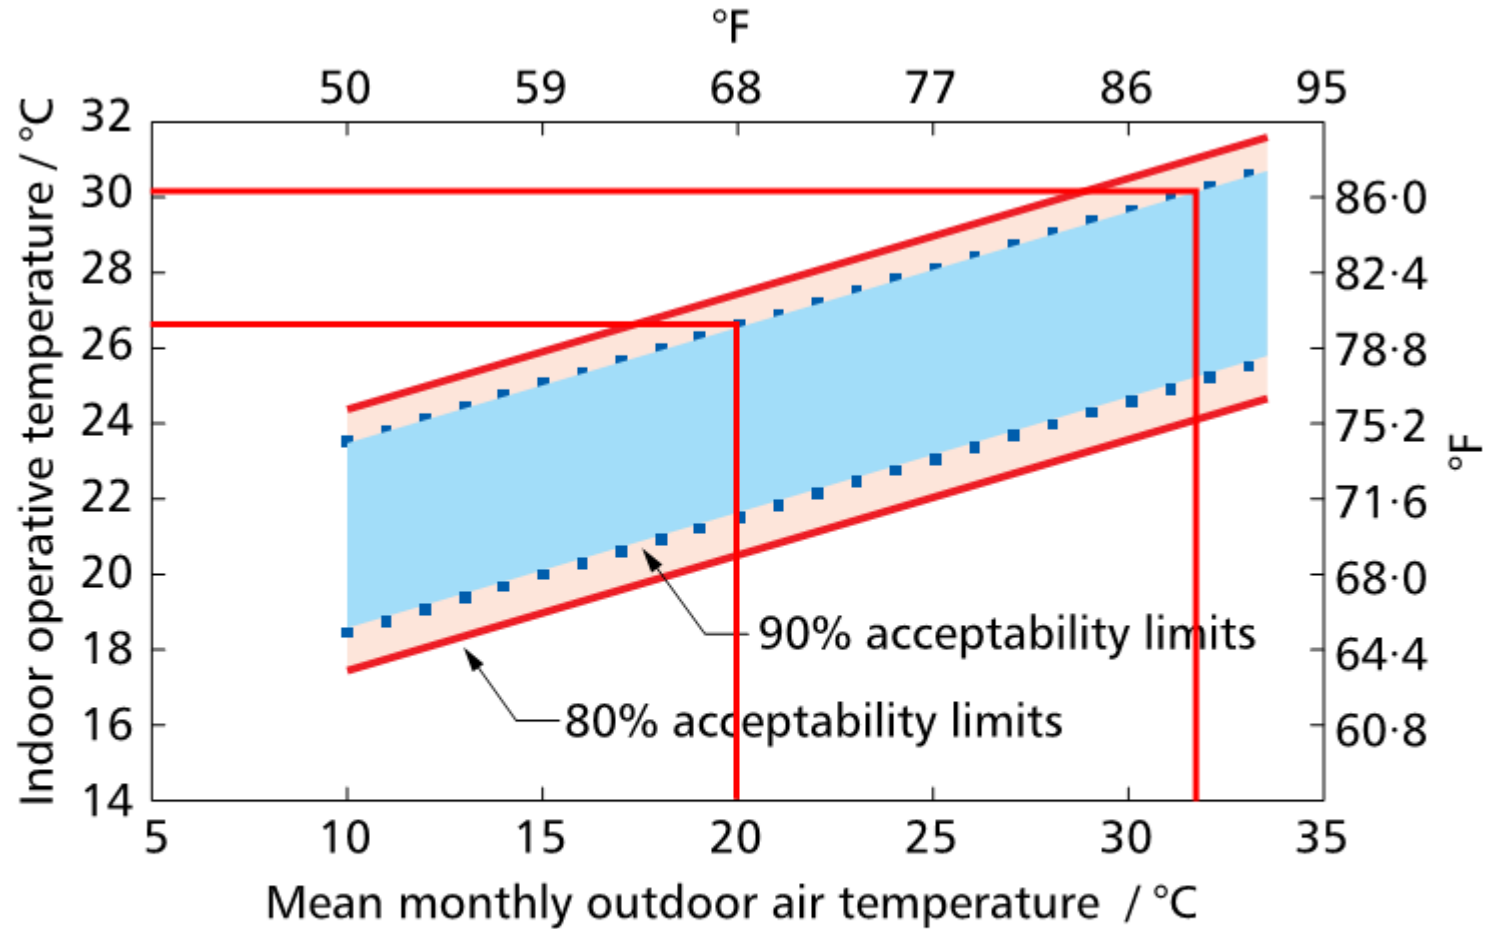 °F
50 59 68 77 86 95
Indoor operative temperature / °C
32
30
28
26
24
22
20
18
16
14
86·0
82·4
78·8
75·2
71·6
68·0
64·4
60·8
°F
90% acceptability limits
80% acceptability limits
5 10 15 20 25 30 35
Mean monthly outdoor air temperature / °C